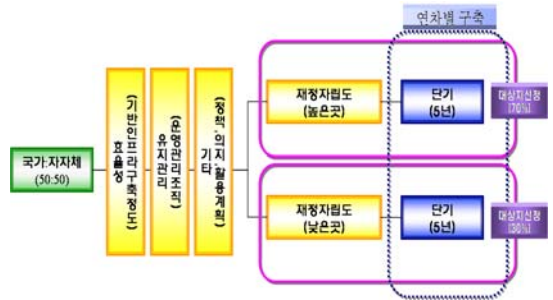 연차별 구축
국가:자자체
(50:50)
효율성
(기반인프라구축정도)
유지관리
(운영관리조직)
기타
(정책·의지·활용계획)
재정자립도
(높은곳)
단기
(5년)
대상지선정
(70%)
재정자립도
(낮은곳)
단기
(5년)
대상지선정
(30%)